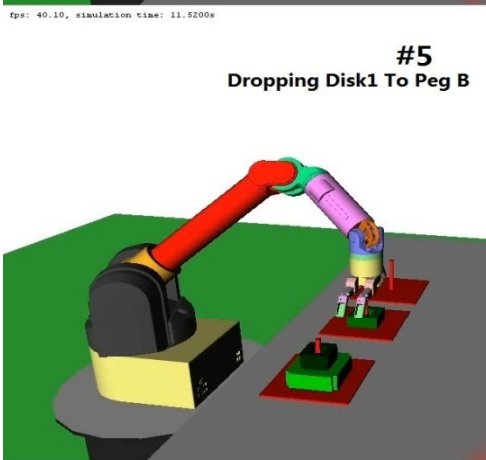 fps: 40.10, simulation time: 11.5200s
#5
Dropping Disk1 To Peg B